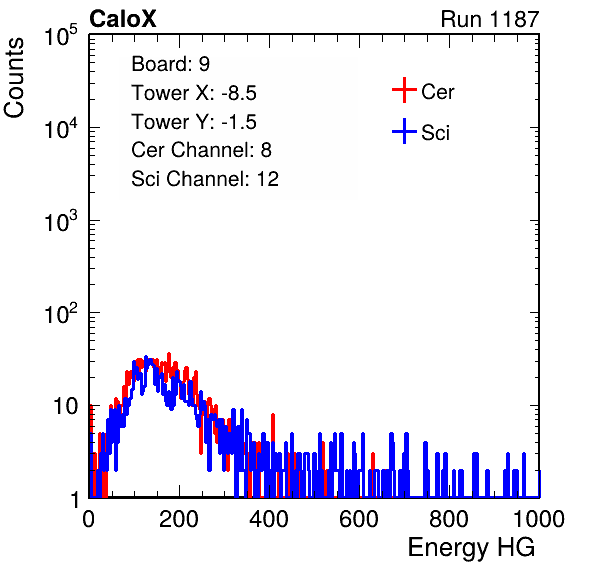 CaloX Run 1187
Counts
Board: 9
Tower X: -8.5
Tower Y: -1.5
Cer Channel: 8
Sci Channel: 12
Cer
Sci
10^5
10^4
10^3
10^2
10
1
0 200 400 600 800 1000
Energy HG